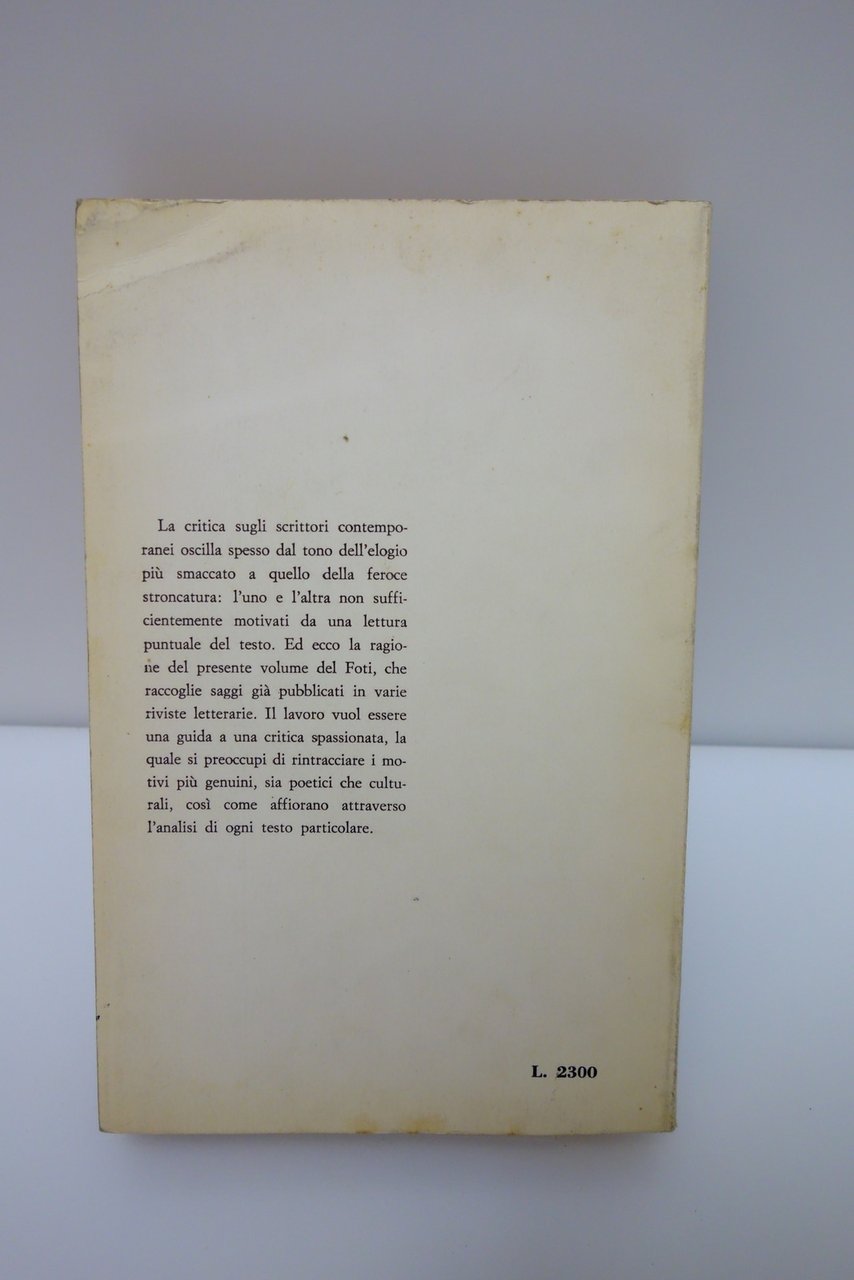 La critica sugli scrittori contempo-
ranei oscilla spesso dal tono dell'elogio
più smaccato a quello della feroce
stroncatura: l'uno e l'altra non suffi-
cientemente motivati da una lettura
puntuale del testo. Ed ecco la ragio-
ne del presente volume del Foti, che
raccoglie saggi già pubblicati in varie
riviste letterarie. Il lavoro vuol essere
una guida a una critica spassionata, la
quale si preoccupi di rintracciare i mo-
tivi più genuini, sia poetici che cultu-
rali, così come affiorano attraverso
l'analisi di ogni testo particolare.
L. 2300